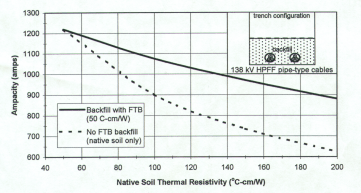 trench configuration
backfill
138 kV HPFF pipe-type cables
1300
1200
1100
1000
900
800
700
600
Ampacity (amps)
Backfill with FTB
(50 C-cm/W)
No FTB backfill
(native soil only)
40 60 80 100 120 140 160 180 200
Native Soil Thermal Resistivity (°C-cm/W)